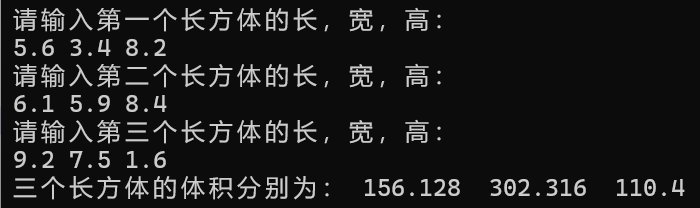 请输入第一个长方体的长，宽，高：
5.6 3.4 8.2
请输入第二个长方体的长，宽，高：
6.1 5.9 8.4
请输入第三个长方体的长，宽，高：
9.2 7.5 1.6
三个长方体的体积分别为： 156.128  302.316  110.4